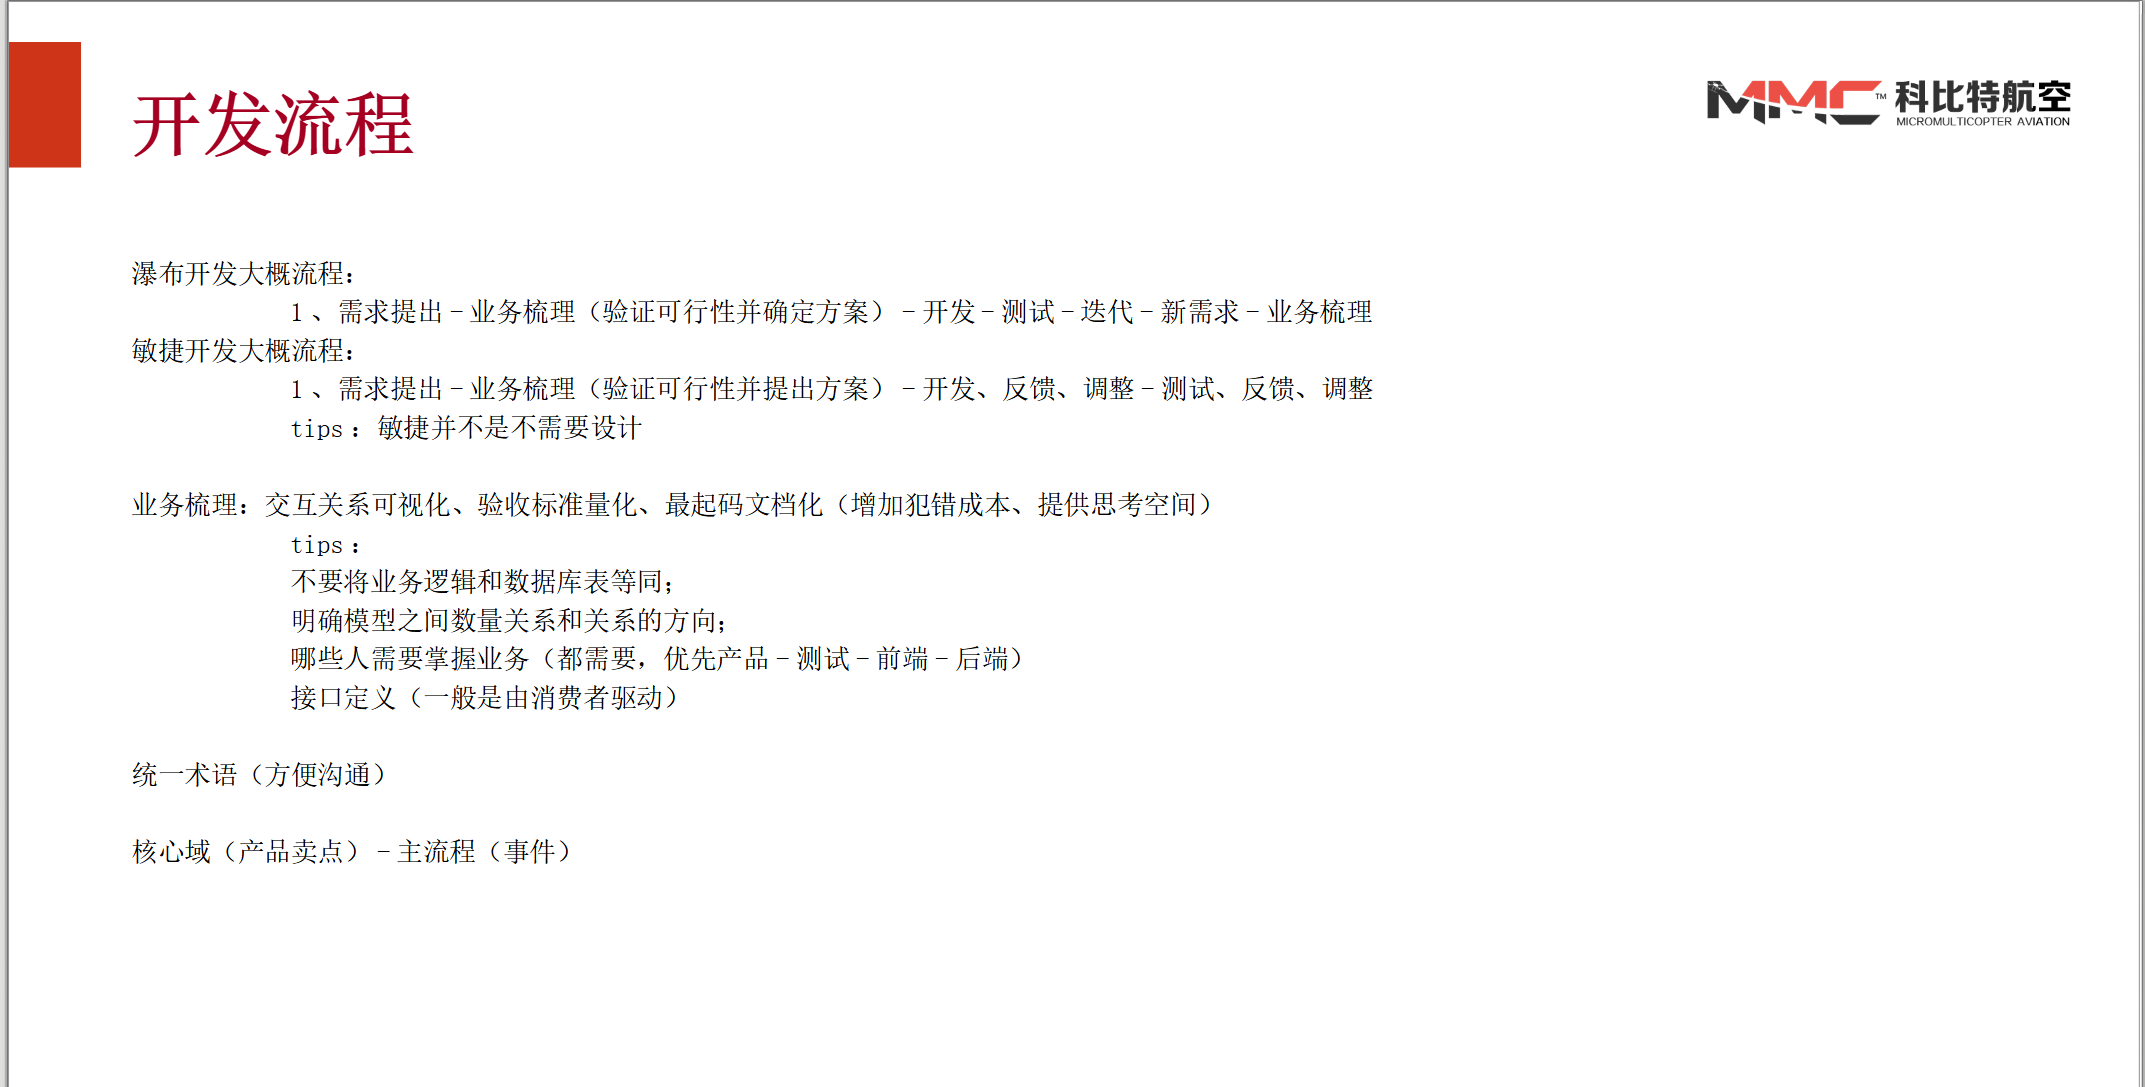 开发流程
MMC™ 科比特航空
MICROMULTICOPTER AVIATION
瀑布开发大概流程：
1、需求提出－业务梳理（验证可行性并确定方案）－开发－测试－迭代－新需求－业务梳理
敏捷开发大概流程：
1、需求提出－业务梳理（验证可行性并提出方案）－开发、反馈、调整－测试、反馈、调整
tips：敏捷并不是不需要设计
业务梳理：交互关系可视化、验收标准量化、最起码文档化（增加犯错成本、提供思考空间）
tips：
不要将业务逻辑和数据库表等同；
明确模型之间数量关系和关系的方向；
哪些人需要掌握业务（都需要，优先产品－测试－前端－后端）
接口定义（一般是由消费者驱动）
统一术语（方便沟通）
核心域（产品卖点）－主流程（事件）